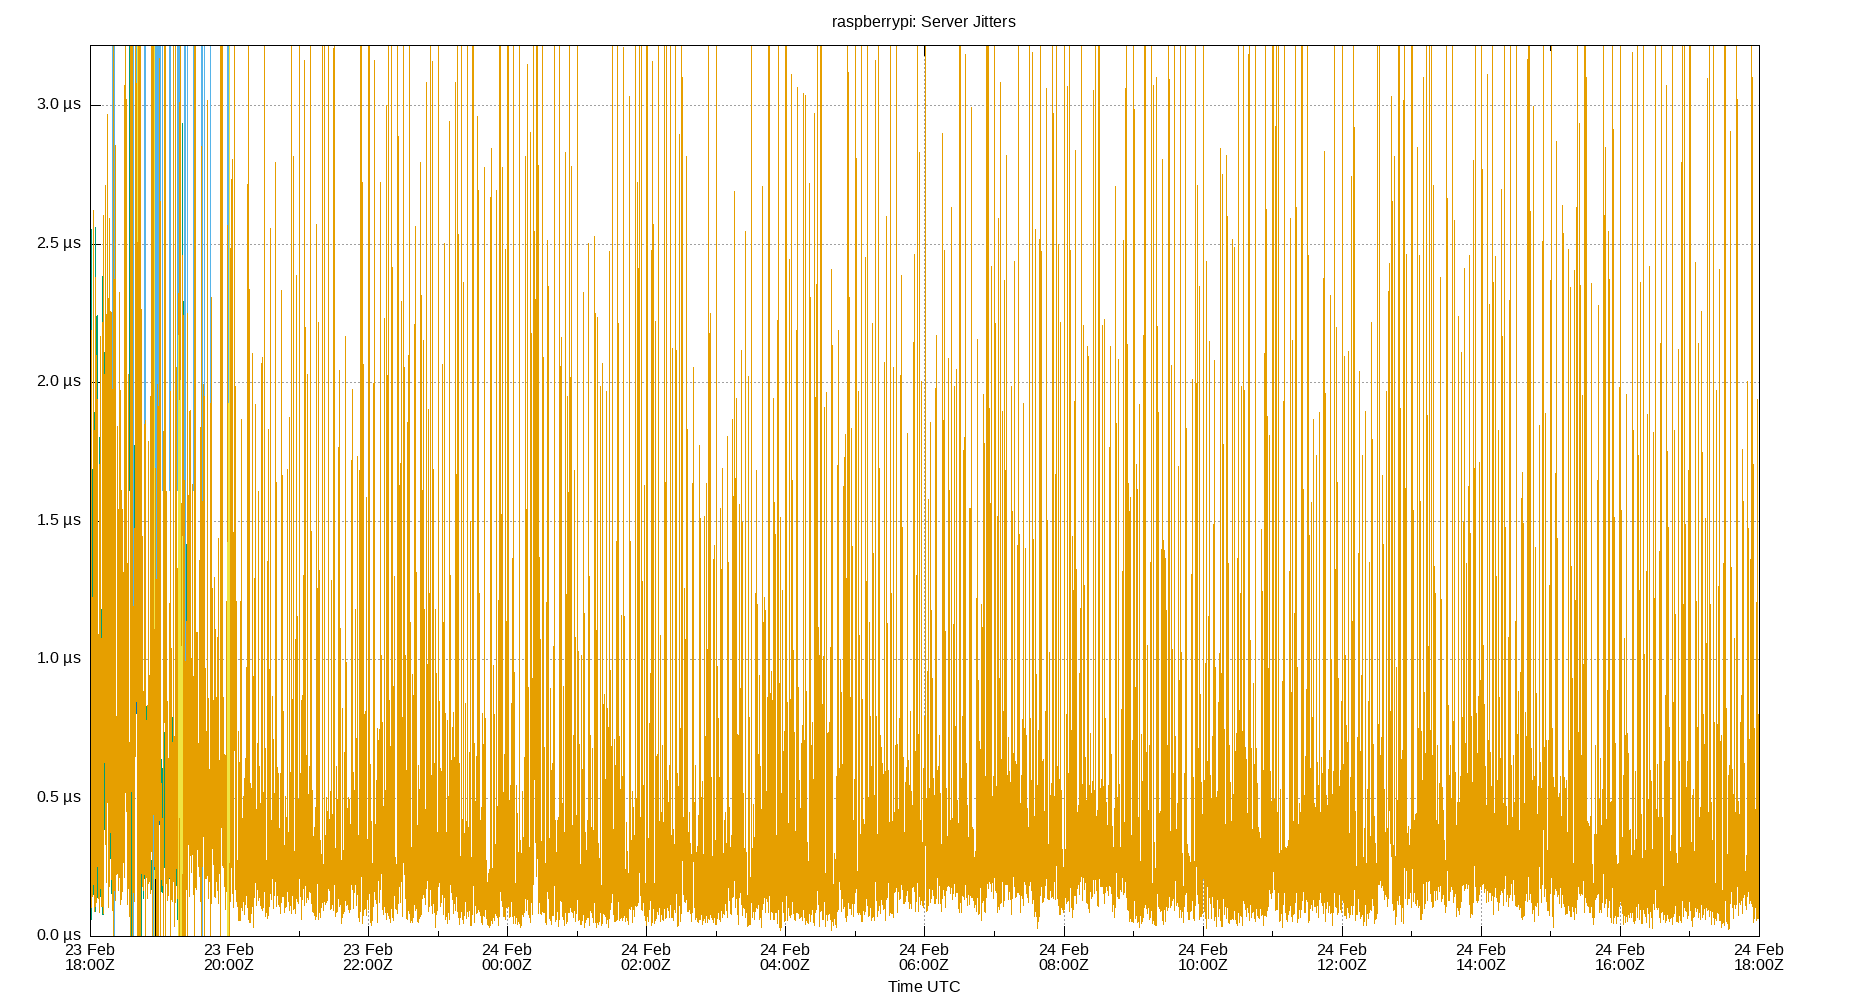 raspberrypi: Server Jitters
3.0 µs
2.5 µs
2.0 µs
1.5 µs
1.0 µs
0.5 µs
0.0 µs
23 Feb 23 Feb 23 Feb 24 Feb 24 Feb 24 Feb 24 Feb 24 Feb 24 Feb 24 Feb 24 Feb 24 Feb 24 Feb
18:00Z 20:00Z 22:00Z 00:00Z 02:00Z 04:00Z 06:00Z 08:00Z 10:00Z 12:00Z 14:00Z 16:00Z 18:00Z
Time UTC